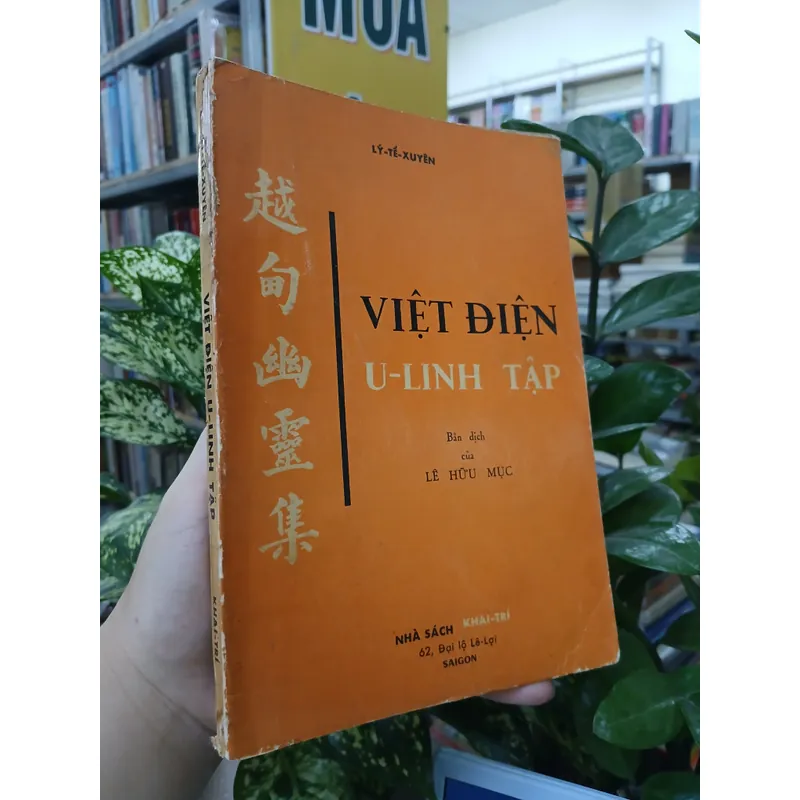 MUA
LÝ-TẾ-XUYÊN
越甸幽靈集
VIỆT ĐIỆN
U-LINH TẬP
Bản dịch
của
LÊ HỮU MỤC
NHÀ SÁCH KHAI-TRÍ
62, Đại lộ Lê-Lợi
SAIGON
XUYÊN
VIỆT ĐIỆN U-LINH TẬP
KHAI-TRÍ